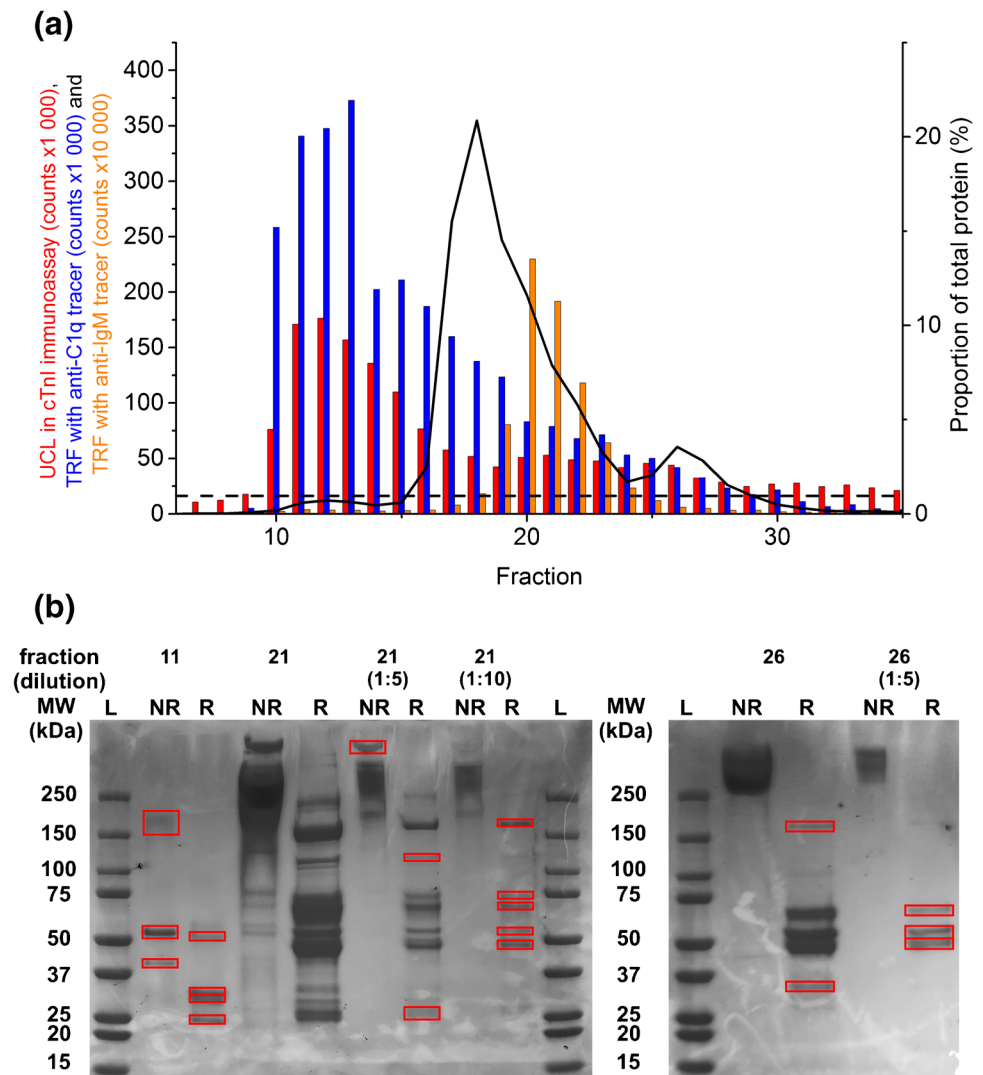 (a)
UCL in cTnI immunoassay (counts x1 000),
TRF with anti-C1q tracer (counts x1 000) and
TRF with anti-IgM tracer (counts x10 000)
400
350
300
250
200
150
100
50
0
20
10
0
Proportion of total protein (%)
10 20 30
Fraction
(b)
fraction 11 21 21 21 26 26
(dilution) (1:5) (1:10) (1:5)
MW L NR R NR R NR R NR R L MW L NR R NR R
(kDa) (kDa)
250 250
150 150
100 100
75 75
50 50
37 37
25 25
20 20
15 15